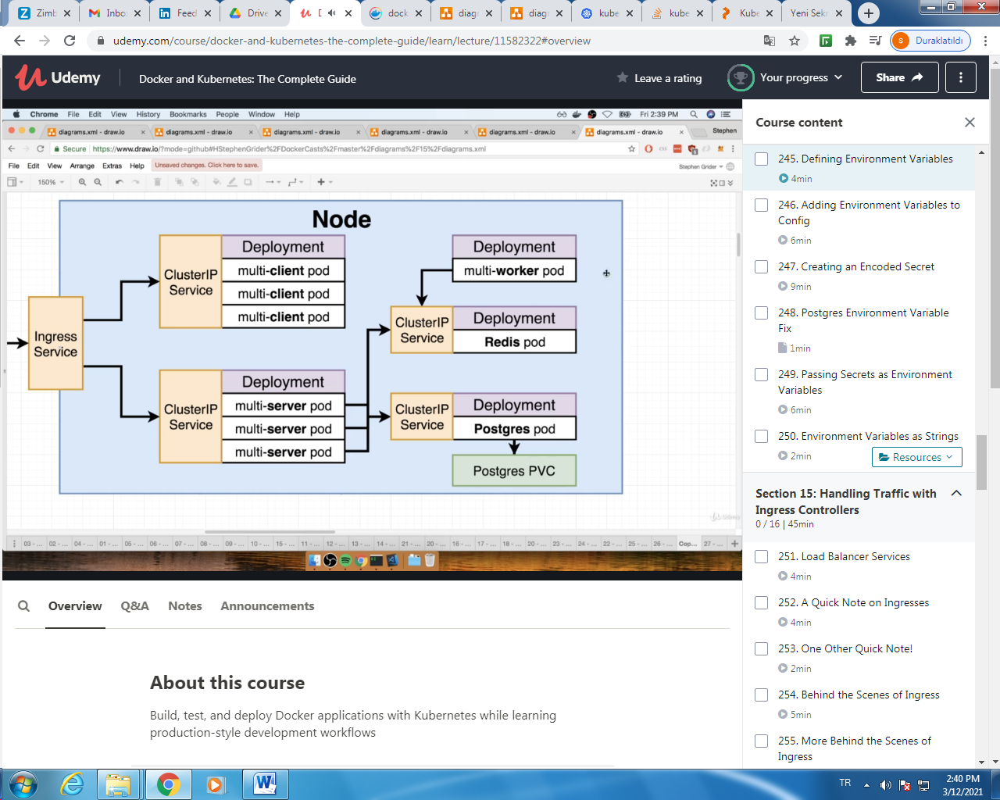 Zimb
Inbo
Feed
Drive
D
dock
diagr
diagr
kube
kube
Kube
Yeni Sekr
udemy.com/course/docker-and-kubernetes-the-complete-guide/learn/lecture/11582322#overview
S Duraklatıldı
Udemy
Docker and Kubernetes: The Complete Guide
Leave a rating
Your progress
Share
Chrome File Edit View History Bookmarks People Window Help
Fri 2:39 PM
diagrams.xml - draw.io
diagrams.xml - draw.io
diagrams.xml - draw.io
diagrams.xml - draw.io
diagrams.xml - draw.io
diagrams.xml - draw.io
Stephen
Secure https://www.draw.io/?mode=github#HStephenGrider%2FDockerCasts%2Fmaster%2Fdiagrams%2F15%2Fdiagrams.xml
File Edit View Arrange Extras Help
Unsaved changes. Click here to save.
Stephen Grider
150%
Node
Ingress
Service
ClusterIP
Service
Deployment
multi-client pod
multi-client pod
multi-client pod
ClusterIP
Service
Deployment
multi-server pod
multi-server pod
multi-server pod
Deployment
multi-worker pod
ClusterIP
Service
Deployment
Redis pod
ClusterIP
Service
Deployment
Postgres pod
Postgres PVC
Udemy
03 - ... 02 - ... 04 - ... 01 - ... 05 - ... 06 - ... 07 - ... 08 - ... 09 - ... 10 - ... 15 - ... 11 - ... 12 - ... 13 - ... 14 - ... 21 - ... 20 - ... 16 - ... 17 - ... 18 - ... 20 - ... 23 - ... 24 - ... 22 - ... 25 - ... 26 - ... Cop... 27 - ...
Overview
Q&A
Notes
Announcements
About this course
Build, test, and deploy Docker applications with Kubernetes while learning
production-style development workflows
Course content
245. Defining Environment Variables
4min
246. Adding Environment Variables to
Config
6min
247. Creating an Encoded Secret
9min
248. Postgres Environment Variable
Fix
1min
249. Passing Secrets as Environment
Variables
6min
250. Environment Variables as Strings
2min
Resources
Section 15: Handling Traffic with
Ingress Controllers
0 / 16 | 45min
251. Load Balancer Services
4min
252. A Quick Note on Ingresses
4min
253. One Other Quick Note!
2min
254. Behind the Scenes of Ingress
5min
255. More Behind the Scenes of
Ingress
TR
2:40 PM
3/12/2021